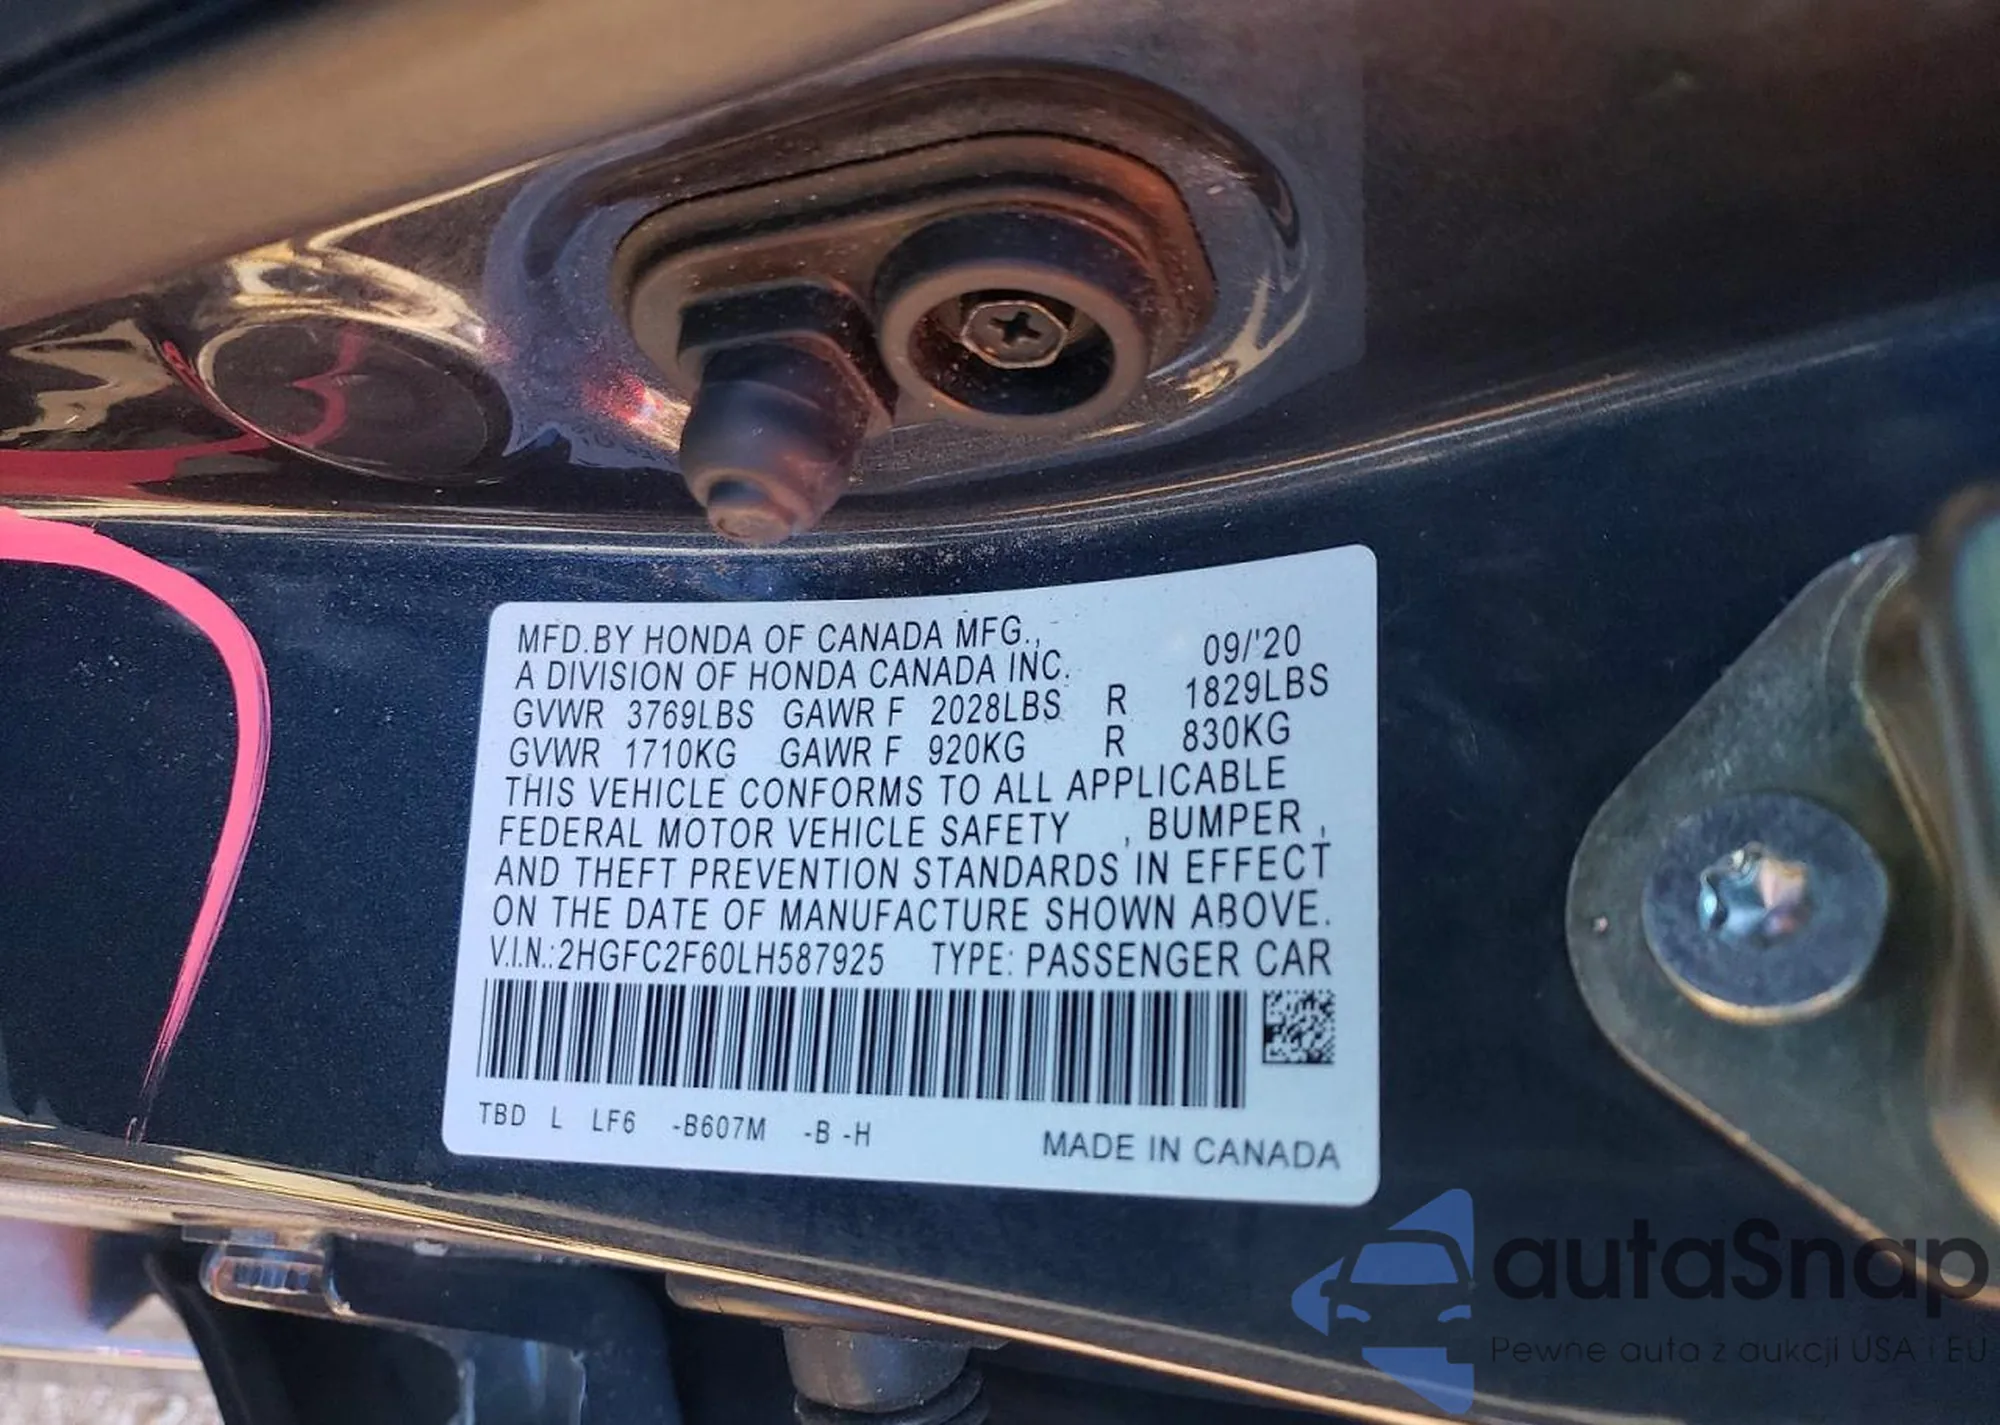 MFD.BY HONDA OF CANADA MFG.,
A DIVISION OF HONDA CANADA INC. 09/'20
GVWR 3769LBS GAWR F 2028LBS R 1829LBS
GVWR 1710KG GAWR F 920KG R 830KG
THIS VEHICLE CONFORMS TO ALL APPLICABLE
FEDERAL MOTOR VEHICLE SAFETY , BUMPER ,
AND THEFT PREVENTION STANDARDS IN EFFECT
ON THE DATE OF MANUFACTURE SHOWN ABOVE.
V.I.N.:2HGFC2F60LH587925 TYPE: PASSENGER CAR
TBD L LF6 -B607M -B -H
MADE IN CANADA
autaSnap
Pewne auta z aukcji USA i EU